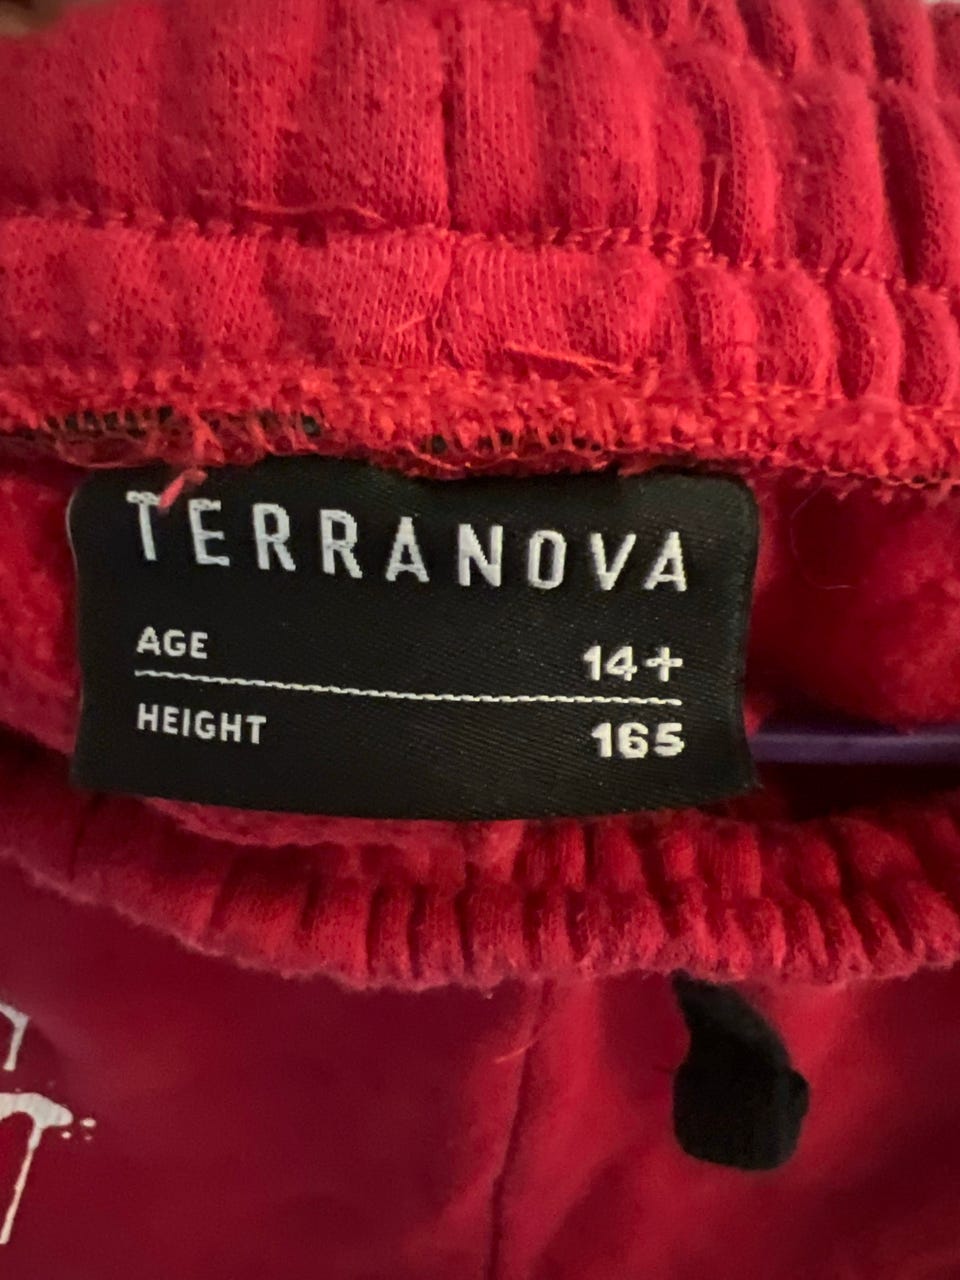 TERRANOVA
AGE 14+
HEIGHT 165